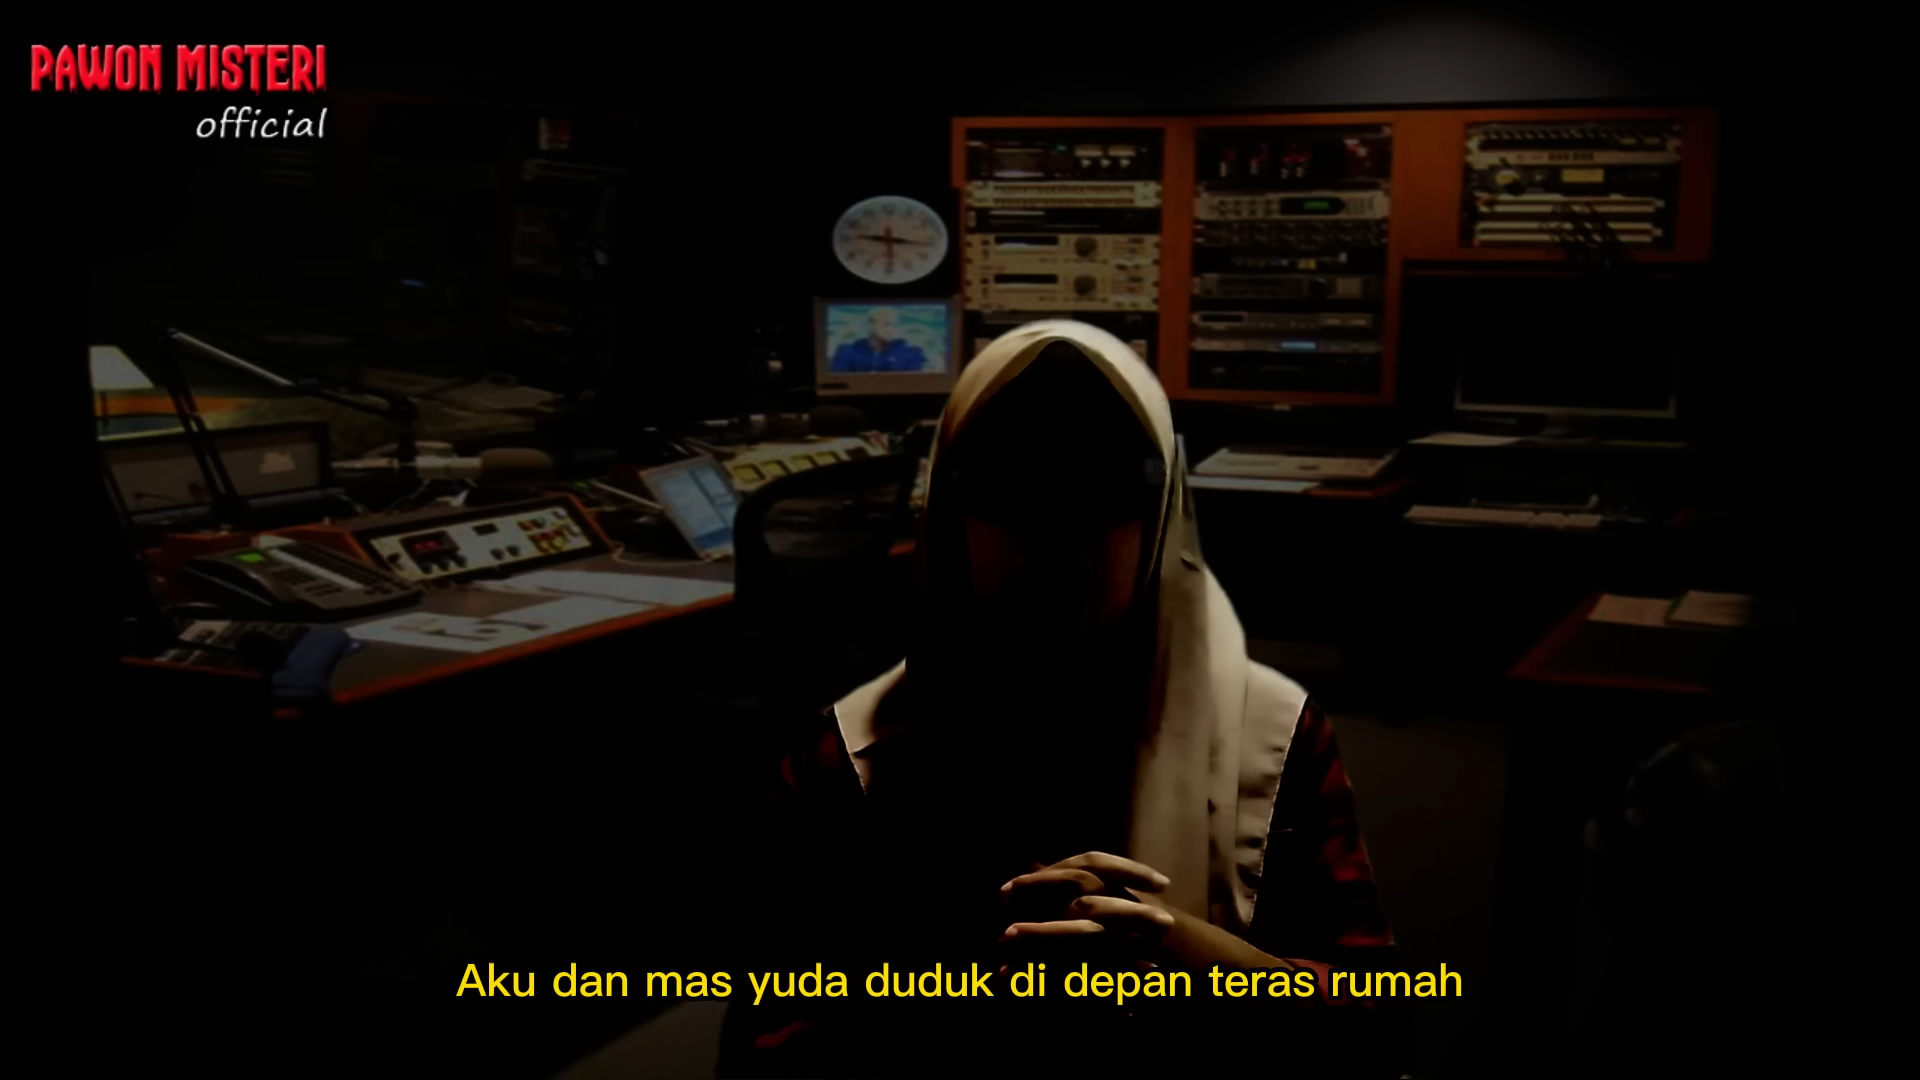 PAWON MISTERI
official
Aku dan mas yuda duduk di depan teras rumah